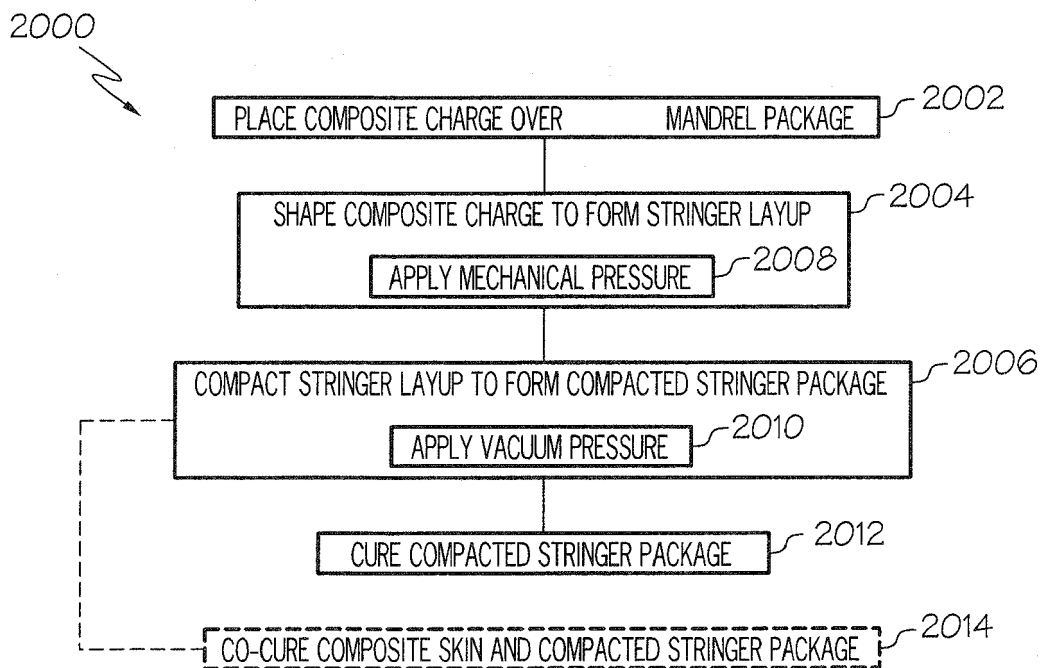 2000
PLACE COMPOSITE CHARGE OVER MANDREL PACKAGE
2002
SHAPE COMPOSITE CHARGE TO FORM STRINGER LAYUP
2004
APPLY MECHANICAL PRESSURE
2008
COMPACT STRINGER LAYUP TO FORM COMPACTED STRINGER PACKAGE
2006
APPLY VACUUM PRESSURE
2010
CURE COMPACTED STRINGER PACKAGE
2012
CO-CURE COMPOSITE SKIN AND COMPACTED STRINGER PACKAGE
2014